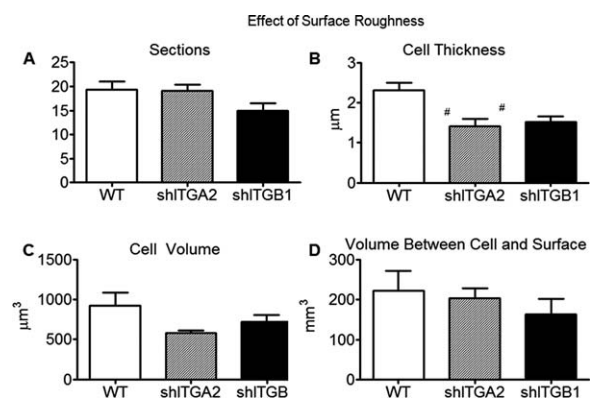 Effect of Surface Roughness
A Sections
25
20
15
10
5
0
WT shITGA2 shITGB1
B Cell Thickness
µm
3
2
1
0
# #
WT shITGA2 shITGB1
C Cell Volume
µm³
1500
1000
500
0
WT shITGA2 shITGB
D Volume Between Cell and Surface
mm³
300
200
100
0
WT shITGA2 shITGB1